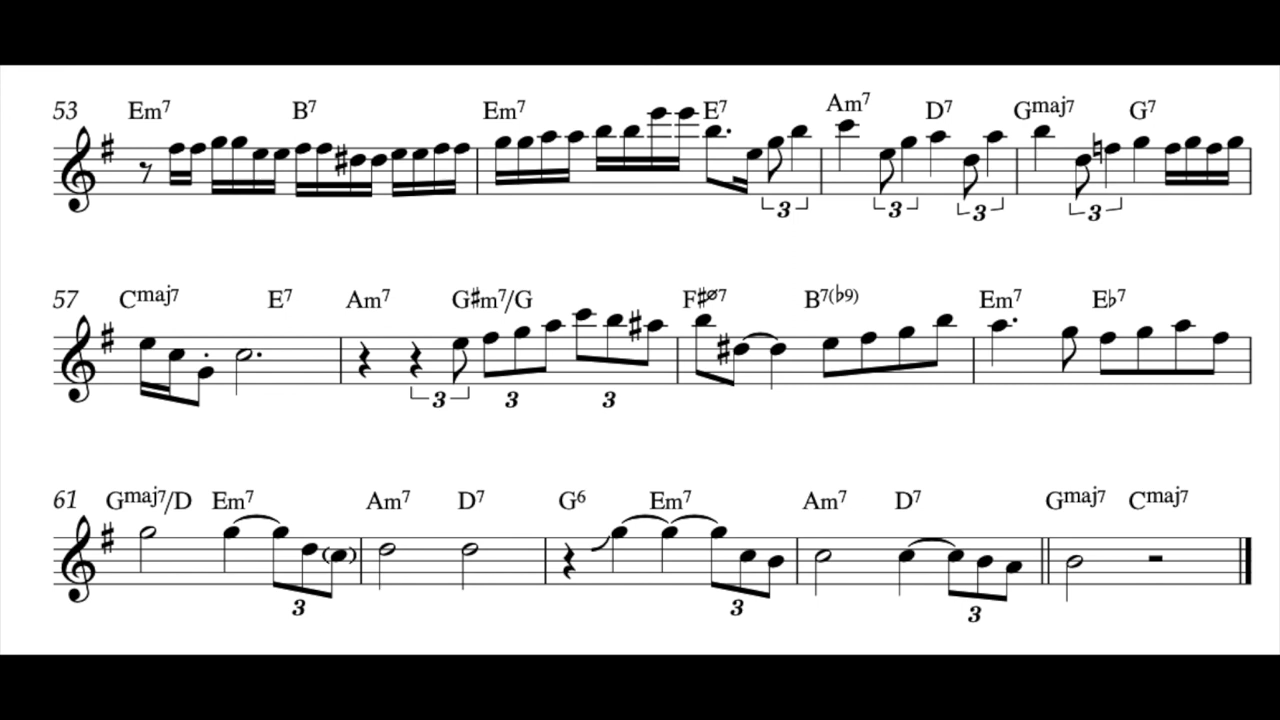 53 Em7 B7 Em7 E7 Am7 D7 Gmaj7 G7
3 3 3 3
57 Cmaj7 E7 Am7 G#m7/G F#ø7 B7(♭9) Em7 E♭7
3 3 3
61 Gmaj7/D Em7 Am7 D7 G6 Em7 Am7 D7 Gmaj7 Cmaj7
3 3 3